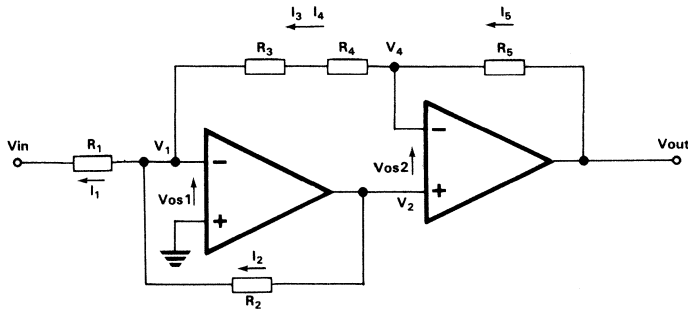 I3 I4
I5
R3
R4
V4
R5
Vin
R1
V1
−
−
Vout
I1
Vos1
Vos2
+
V2
+
I2
R2